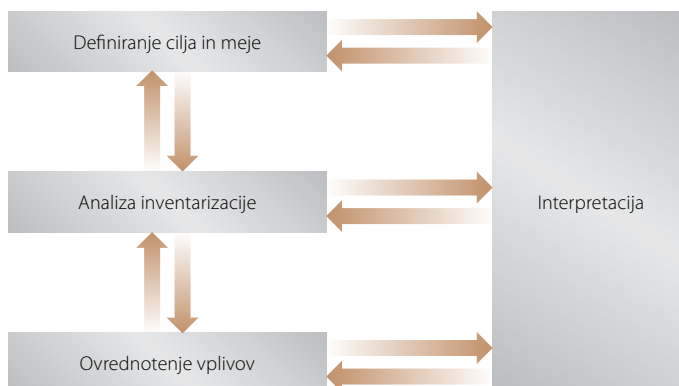 Definiranje cilja in meje
Analiza inventarizacije
Interpretacija
Ovrednotenje vplivov